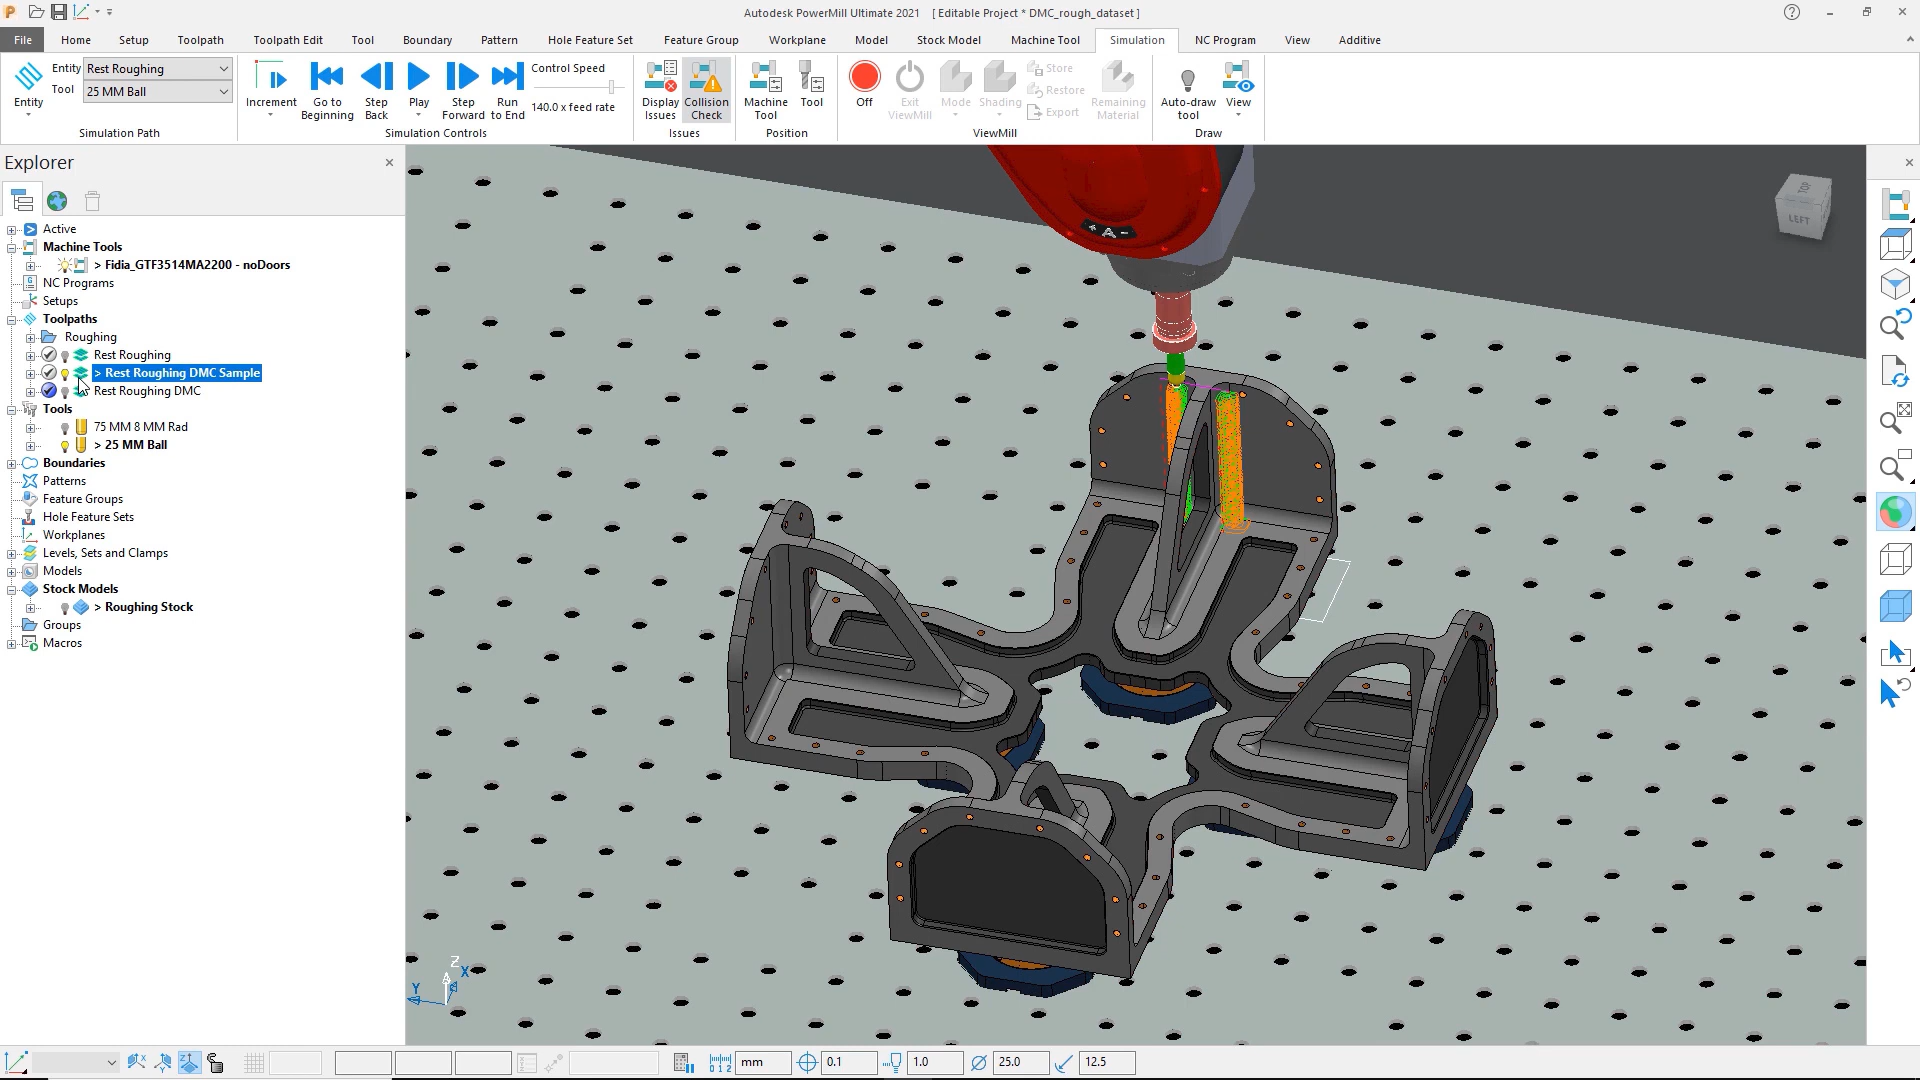 Autodesk PowerMill Ultimate 2021 [ Editable Project * DMC_rough_dataset ]
File Home Setup Toolpath Toolpath Edit Tool Boundary Pattern Hole Feature Set Feature Group Workplane Model Stock Model Machine Tool Simulation NC Program View Additive
Entity
Entity Rest Roughing
Tool 25 MM Ball
Simulation Path
Increment
Go to Beginning
Step Back
Play
Step Forward
Run to End
Control Speed
140.0 x feed rate
Simulation Controls
Display Issues
Collision Check
Issues
Machine Tool
Tool
Position
Off
Exit ViewMill
Mode
Shading
Store
Restore
Export
Remaining Material
ViewMill
Auto-draw tool
View
Draw
Explorer
Active
Machine Tools
> Fidia_GTF3514MA2200 - noDoors
NC Programs
Setups
Toolpaths
Roughing
Rest Roughing
> Rest Roughing DMC Sample
Rest Roughing DMC
Tools
75 MM 8 MM Rad
> 25 MM Ball
Boundaries
Patterns
Feature Groups
Hole Feature Sets
Workplanes
Levels, Sets and Clamps
Models
Stock Models
> Roughing Stock
Groups
Macros
+ A -
TOP
LEFT
Z
X
Y
mm 0.1 1.0 25.0 12.5